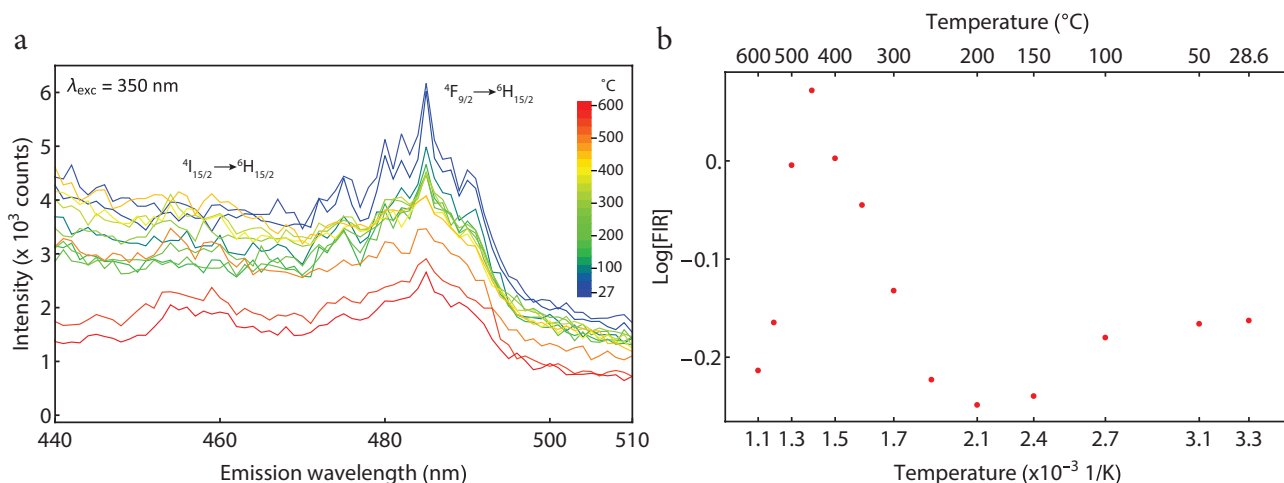 a
λexc = 350 nm
⁴F9/2→⁶H15/2
⁴I15/2→⁶H15/2
°C
600
500
400
300
200
100
27
6
5
4
3
2
1
0
Intensity (x 10³ counts)
440
460
480
500
510
Emission wavelength (nm)
b
Temperature (°C)
600 500 400 350 300 250 200 150 100 50 28.6
0.
−0.1
−0.2
Log[FIR]
1.1 1.3 1.5 1.7 2.1 2.4 2.7 3.1 3.3
Temperature (x10⁻³ 1/K)